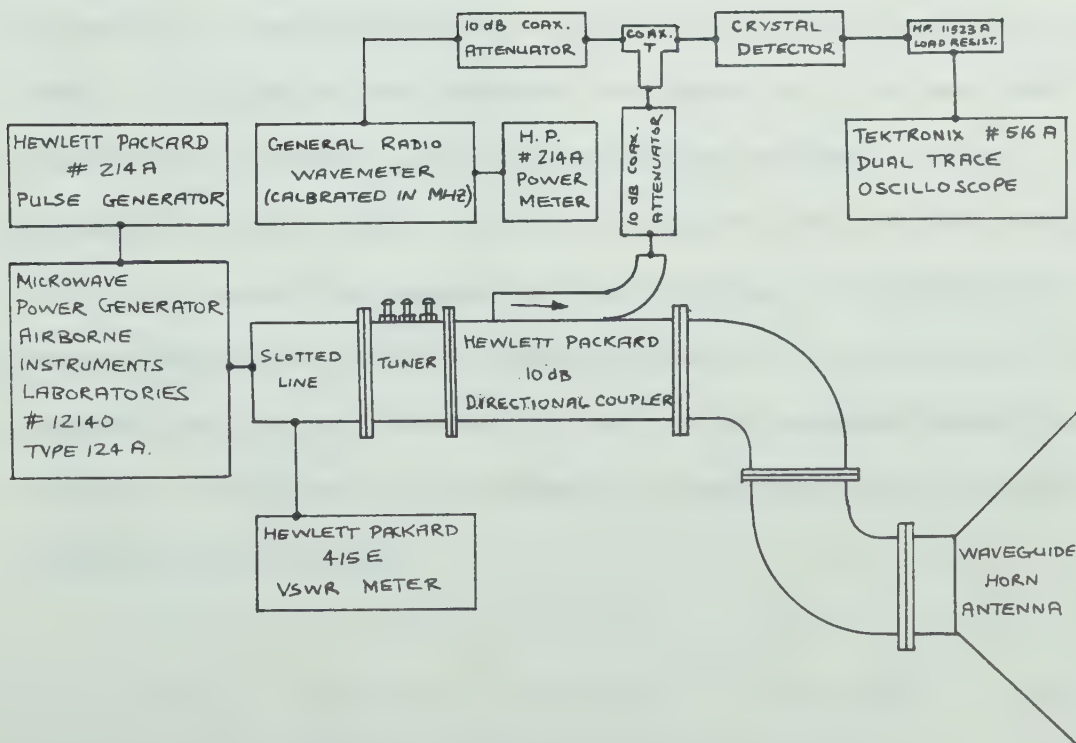 10 dB COAX.
ATTENUATOR
COAX.
T
CRYSTAL
DETECTOR
HP. 11523A
LOAD RESIST.
HEWLETT PACKARD
# 214A
PULSE GENERATOR
GENERAL RADIO
WAVEMETER
(CALBRATED IN MHZ)
H.P.
# 214A
POWER
METER
10 dB COAX.
ATTENUATOR
TEKTRONIX # 516 A
DUAL TRACE
OSCILLOSCOPE
MICROWAVE
POWER GENERATOR
AIRBORNE
INSTRUMENTS
LABORATORIES
# 12140
TYPE 124 A.
SLOTTED
LINE
TUNER
HEWLETT PACKARD
10 dB
DIRECTIONAL COUPLER
HEWLETT PACKARD
415 E
VSWR METER
WAVEGUIDE
HORN
ANTENNA